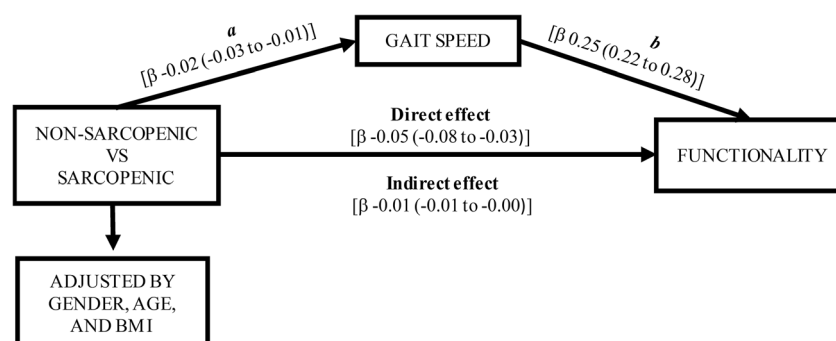 a
[β -0.02 (-0.03 to -0.01)]
GAIT SPEED
b
[β 0.25 (0.22 to 0.28)]
NON-SARCOPENIC
VS
SARCOPENIC
Direct effect
[β -0.05 (-0.08 to -0.03)]
Indirect effect
[β -0.01 (-0.01 to -0.00)]
FUNCTIONALITY
ADJUSTED BY
GENDER, AGE,
AND BMI